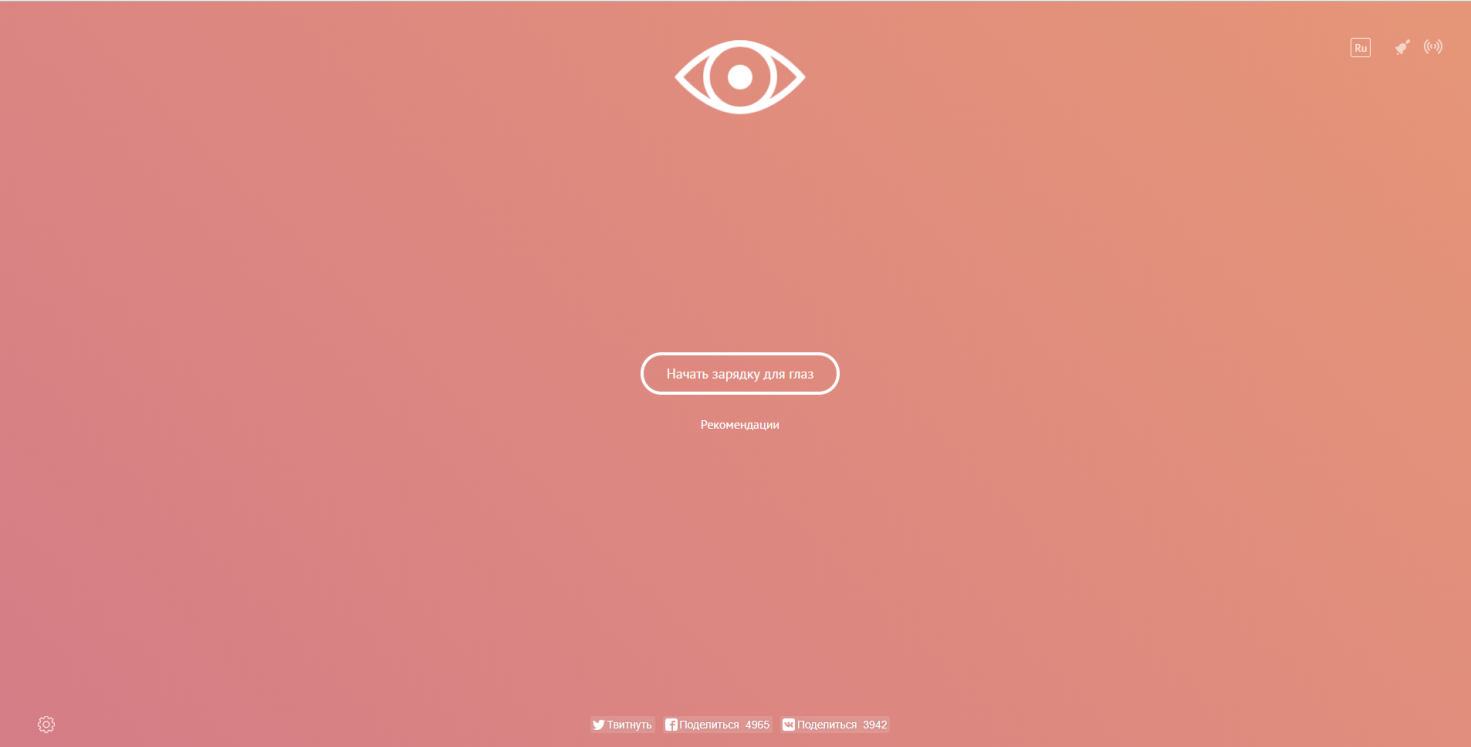 Ru
Начать зарядку для глаз
Рекомендации
Твитнуть Поделиться 4965 Поделиться 3942